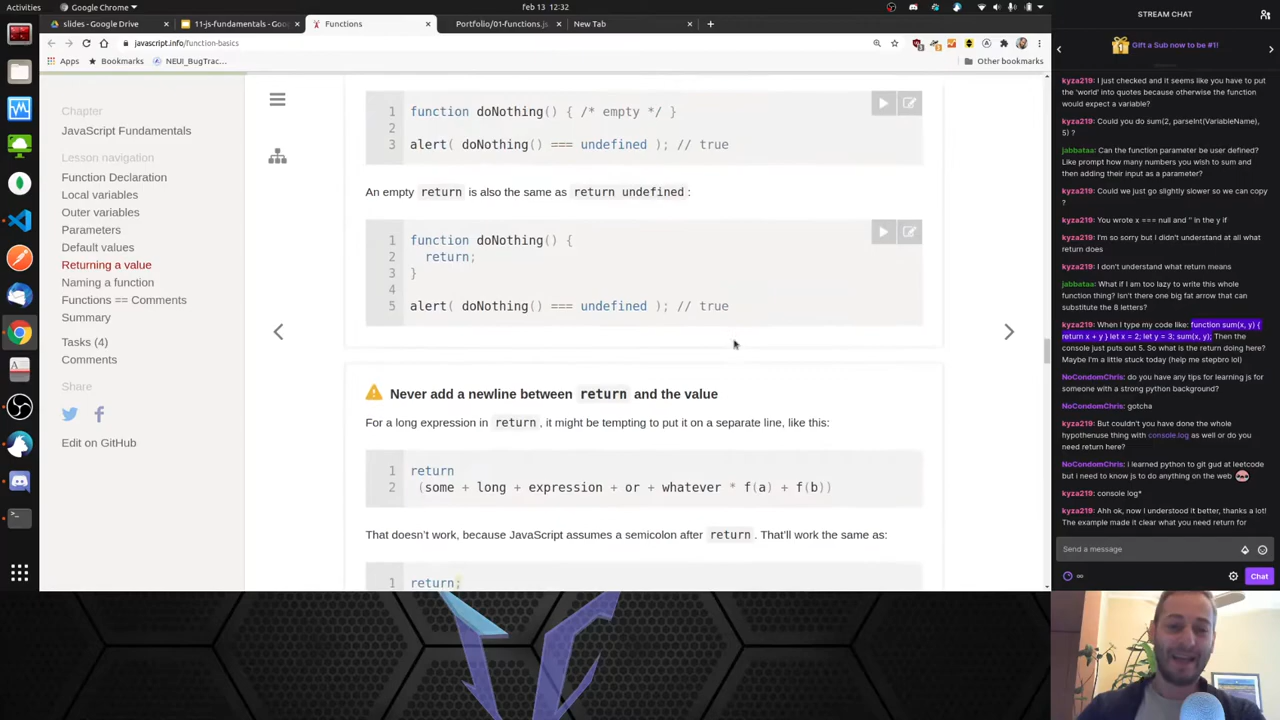 Activities
Google Chrome
feb 13 12:32
slides - Google Drive
11-js-fundamentals - Goo
Functions
Portfolio/01-functions.js
New Tab
javascript.info/function-basics
Apps
Bookmarks
NEUI_BugTrac...
Other bookmarks
Chapter
JavaScript Fundamentals
Lesson navigation
Function Declaration
Local variables
Outer variables
Parameters
Default values
Returning a value
Naming a function
Functions == Comments
Summary
Tasks (4)
Comments
Share
Edit on GitHub
1 function doNothing() { /* empty */ }
2
3 alert( doNothing() === undefined ); // true
An empty return is also the same as return undefined :
1 function doNothing() {
2 return;
3 }
4
5 alert( doNothing() === undefined ); // true
Never add a newline between return and the value
For a long expression in return , it might be tempting to put it on a separate line, like this:
1 return
2 (some + long + expression + or + whatever * f(a) + f(b))
That doesn’t work, because JavaScript assumes a semicolon after return . That’ll work the same as:
1 return;
STREAM CHAT
Gift a Sub now to be #1!
kyza219: I just checked and it seems like you have to put
the 'world' into quotes because otherwise the function
would expect a variable?
kyza219: Could you do sum(2, parseInt(VariableName),
5) ?
jabbataa: Can the function parameter be user defined?
Like prompt how many numbers you wish to sum and
then adding their input as a parameter?
kyza219: Could we just go slightly slower so we can copy
?
kyza219: You wrote x === null and '' in the y if
kyza219: I'm so sorry but I didn't understand at all what
return does
kyza219: I don't understand what return means
jabbataa: What if I am too lazy to write this whole
function thing? Isn't there one big fat arrow that can
substitute the 8 letters?
kyza219: When I type my code like: function sum(x, y) {
return x + y } let x = 2; let y = 3; sum(x, y); Then the
console just puts out 5. So what is the return doing here?
Maybe I'm a little stuck today (help me stepbro lol)
NoCondomChris: do you have any tips for learning js for
someone with a strong python background?
NoCondomChris: gotcha
kyza219: But couldn't you have done the whole
hypothenuse thing with console.log as well or do you
need return here?
NoCondomChris: i learned python to git gud at leetcode
but i need to know js to do anything on the web
kyza219: console log*
kyza219: Ahh ok, now I understood it better, thanks a lot!
The example made it clear what you need return for
Send a message
Chat